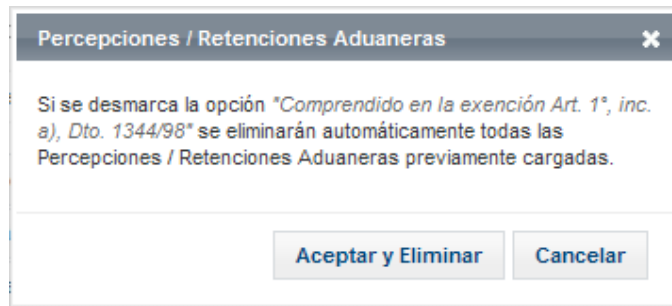 Percepciones / Retenciones Aduaneras
Si se desmarca la opción "Comprendido en la exención Art. 1°, inc.
a), Dto. 1344/98" se eliminarán automáticamente todas las
Percepciones / Retenciones Aduaneras previamente cargadas.
Aceptar y Eliminar
Cancelar